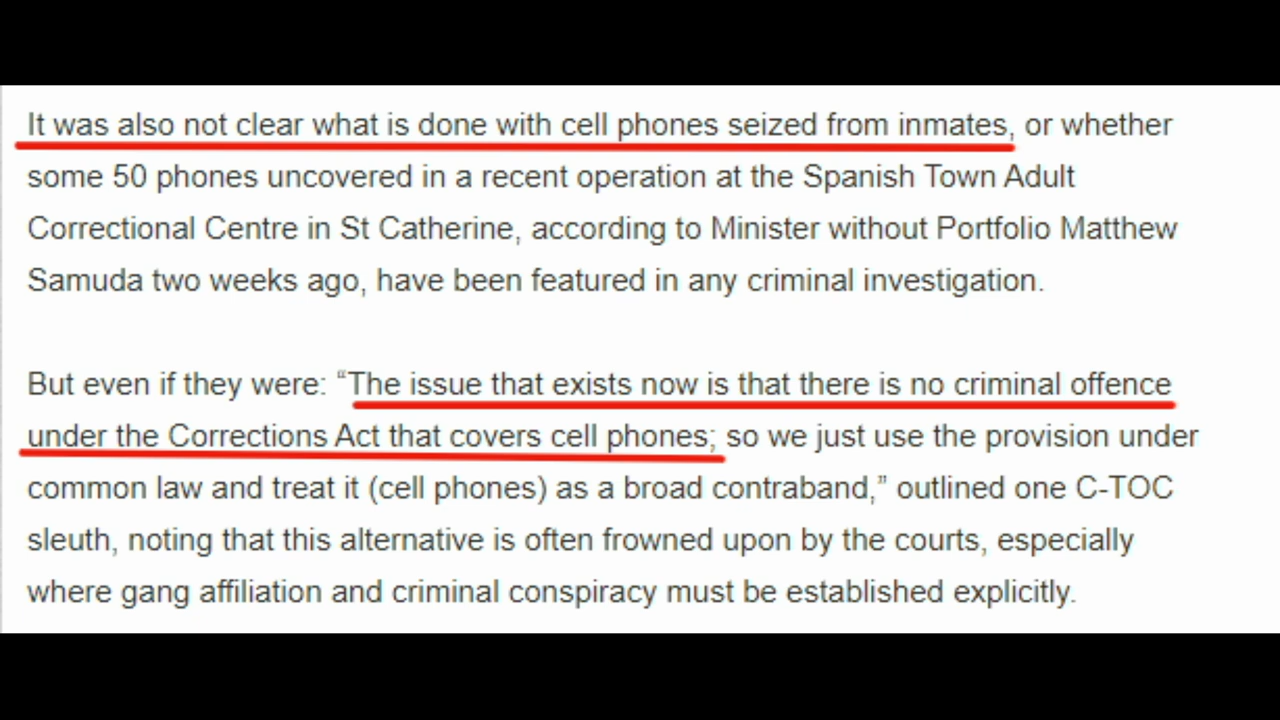 It was also not clear what is done with cell phones seized from inmates, or whether
some 50 phones uncovered in a recent operation at the Spanish Town Adult
Correctional Centre in St Catherine, according to Minister without Portfolio Matthew
Samuda two weeks ago, have been featured in any criminal investigation.
But even if they were: “The issue that exists now is that there is no criminal offence
under the Corrections Act that covers cell phones; so we just use the provision under
common law and treat it (cell phones) as a broad contraband,” outlined one C-TOC
sleuth, noting that this alternative is often frowned upon by the courts, especially
where gang affiliation and criminal conspiracy must be established explicitly.